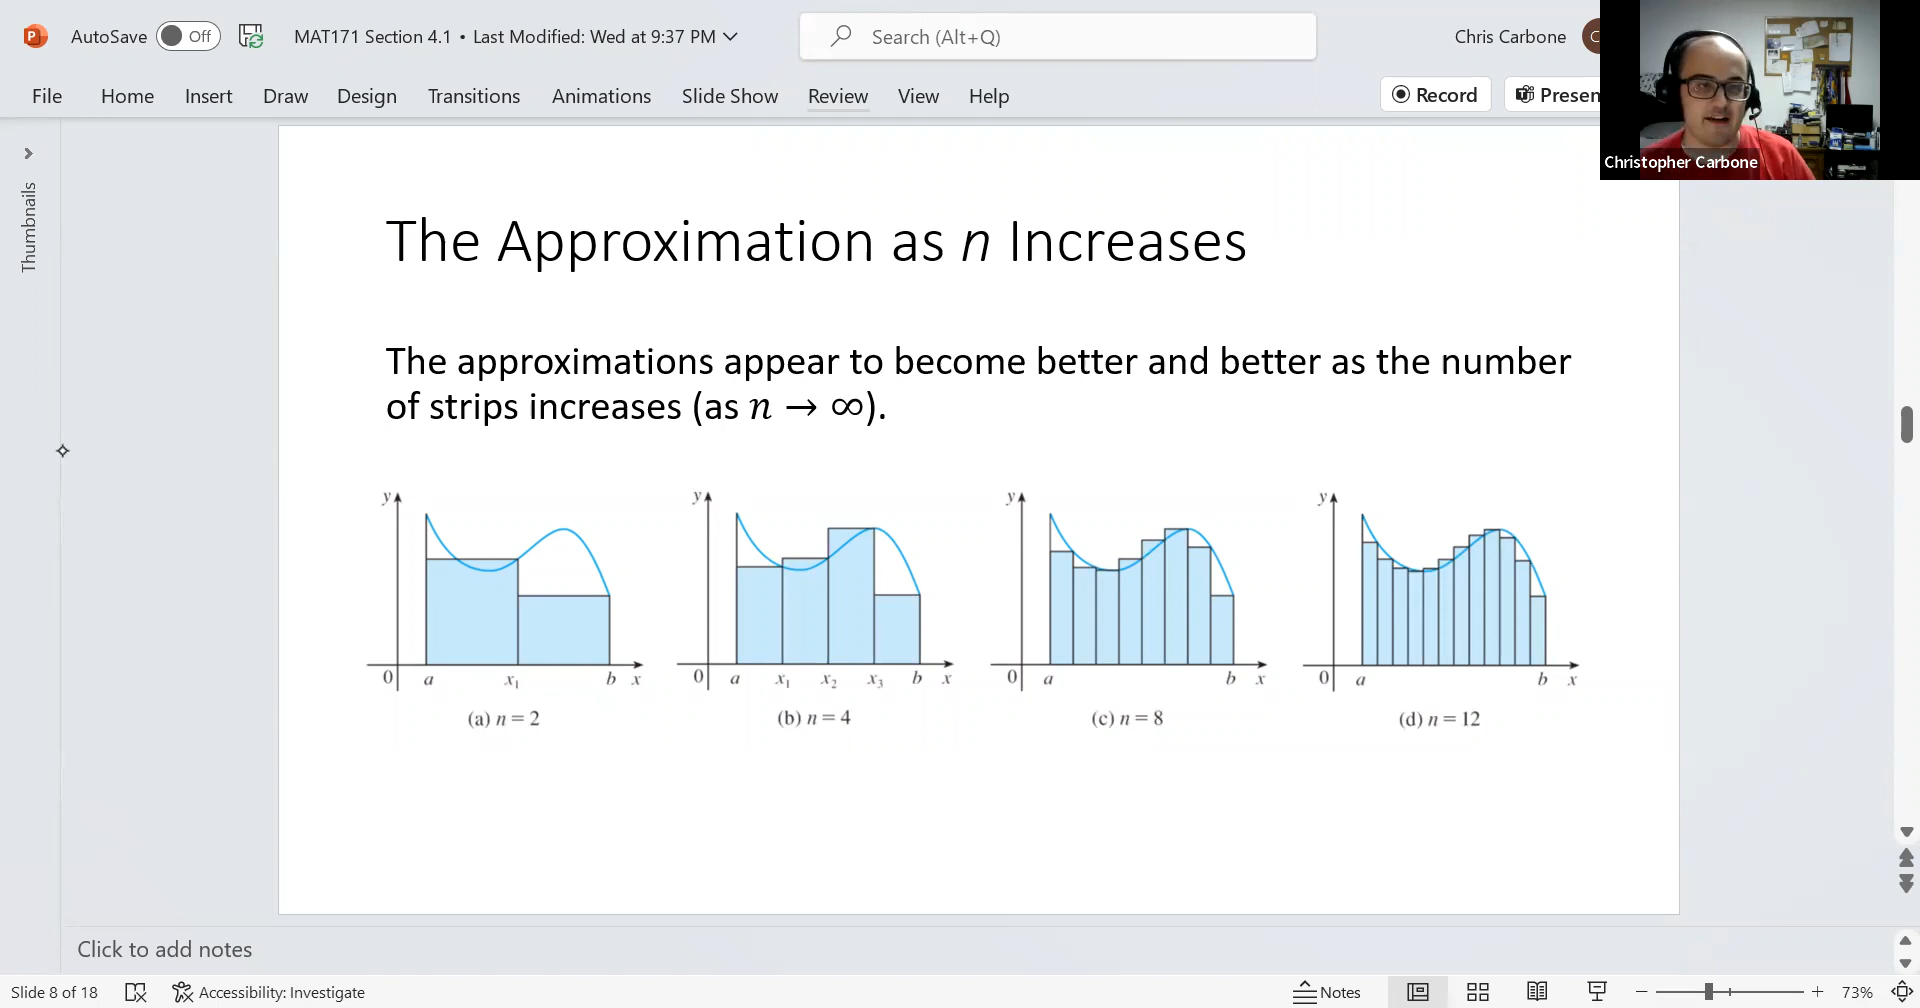 AutoSave Off MAT171 Section 4.1 • Last Modified: Wed at 9:37 PM Search (Alt+Q) Chris Carbone C
File Home Insert Draw Design Transitions Animations Slide Show Review View Help Record Presen
Christopher Carbone
Thumbnails
The Approximation as n Increases
The approximations appear to become better and better as the number
of strips increases (as n → ∞).
y y y y
0 a x₁ b x 0 a x₁ x₂ x₃ b x 0 a b x 0 a b x
(a) n = 2 (b) n = 4 (c) n = 8 (d) n = 12
Click to add notes
Slide 8 of 18 Accessibility: Investigate Notes 73%